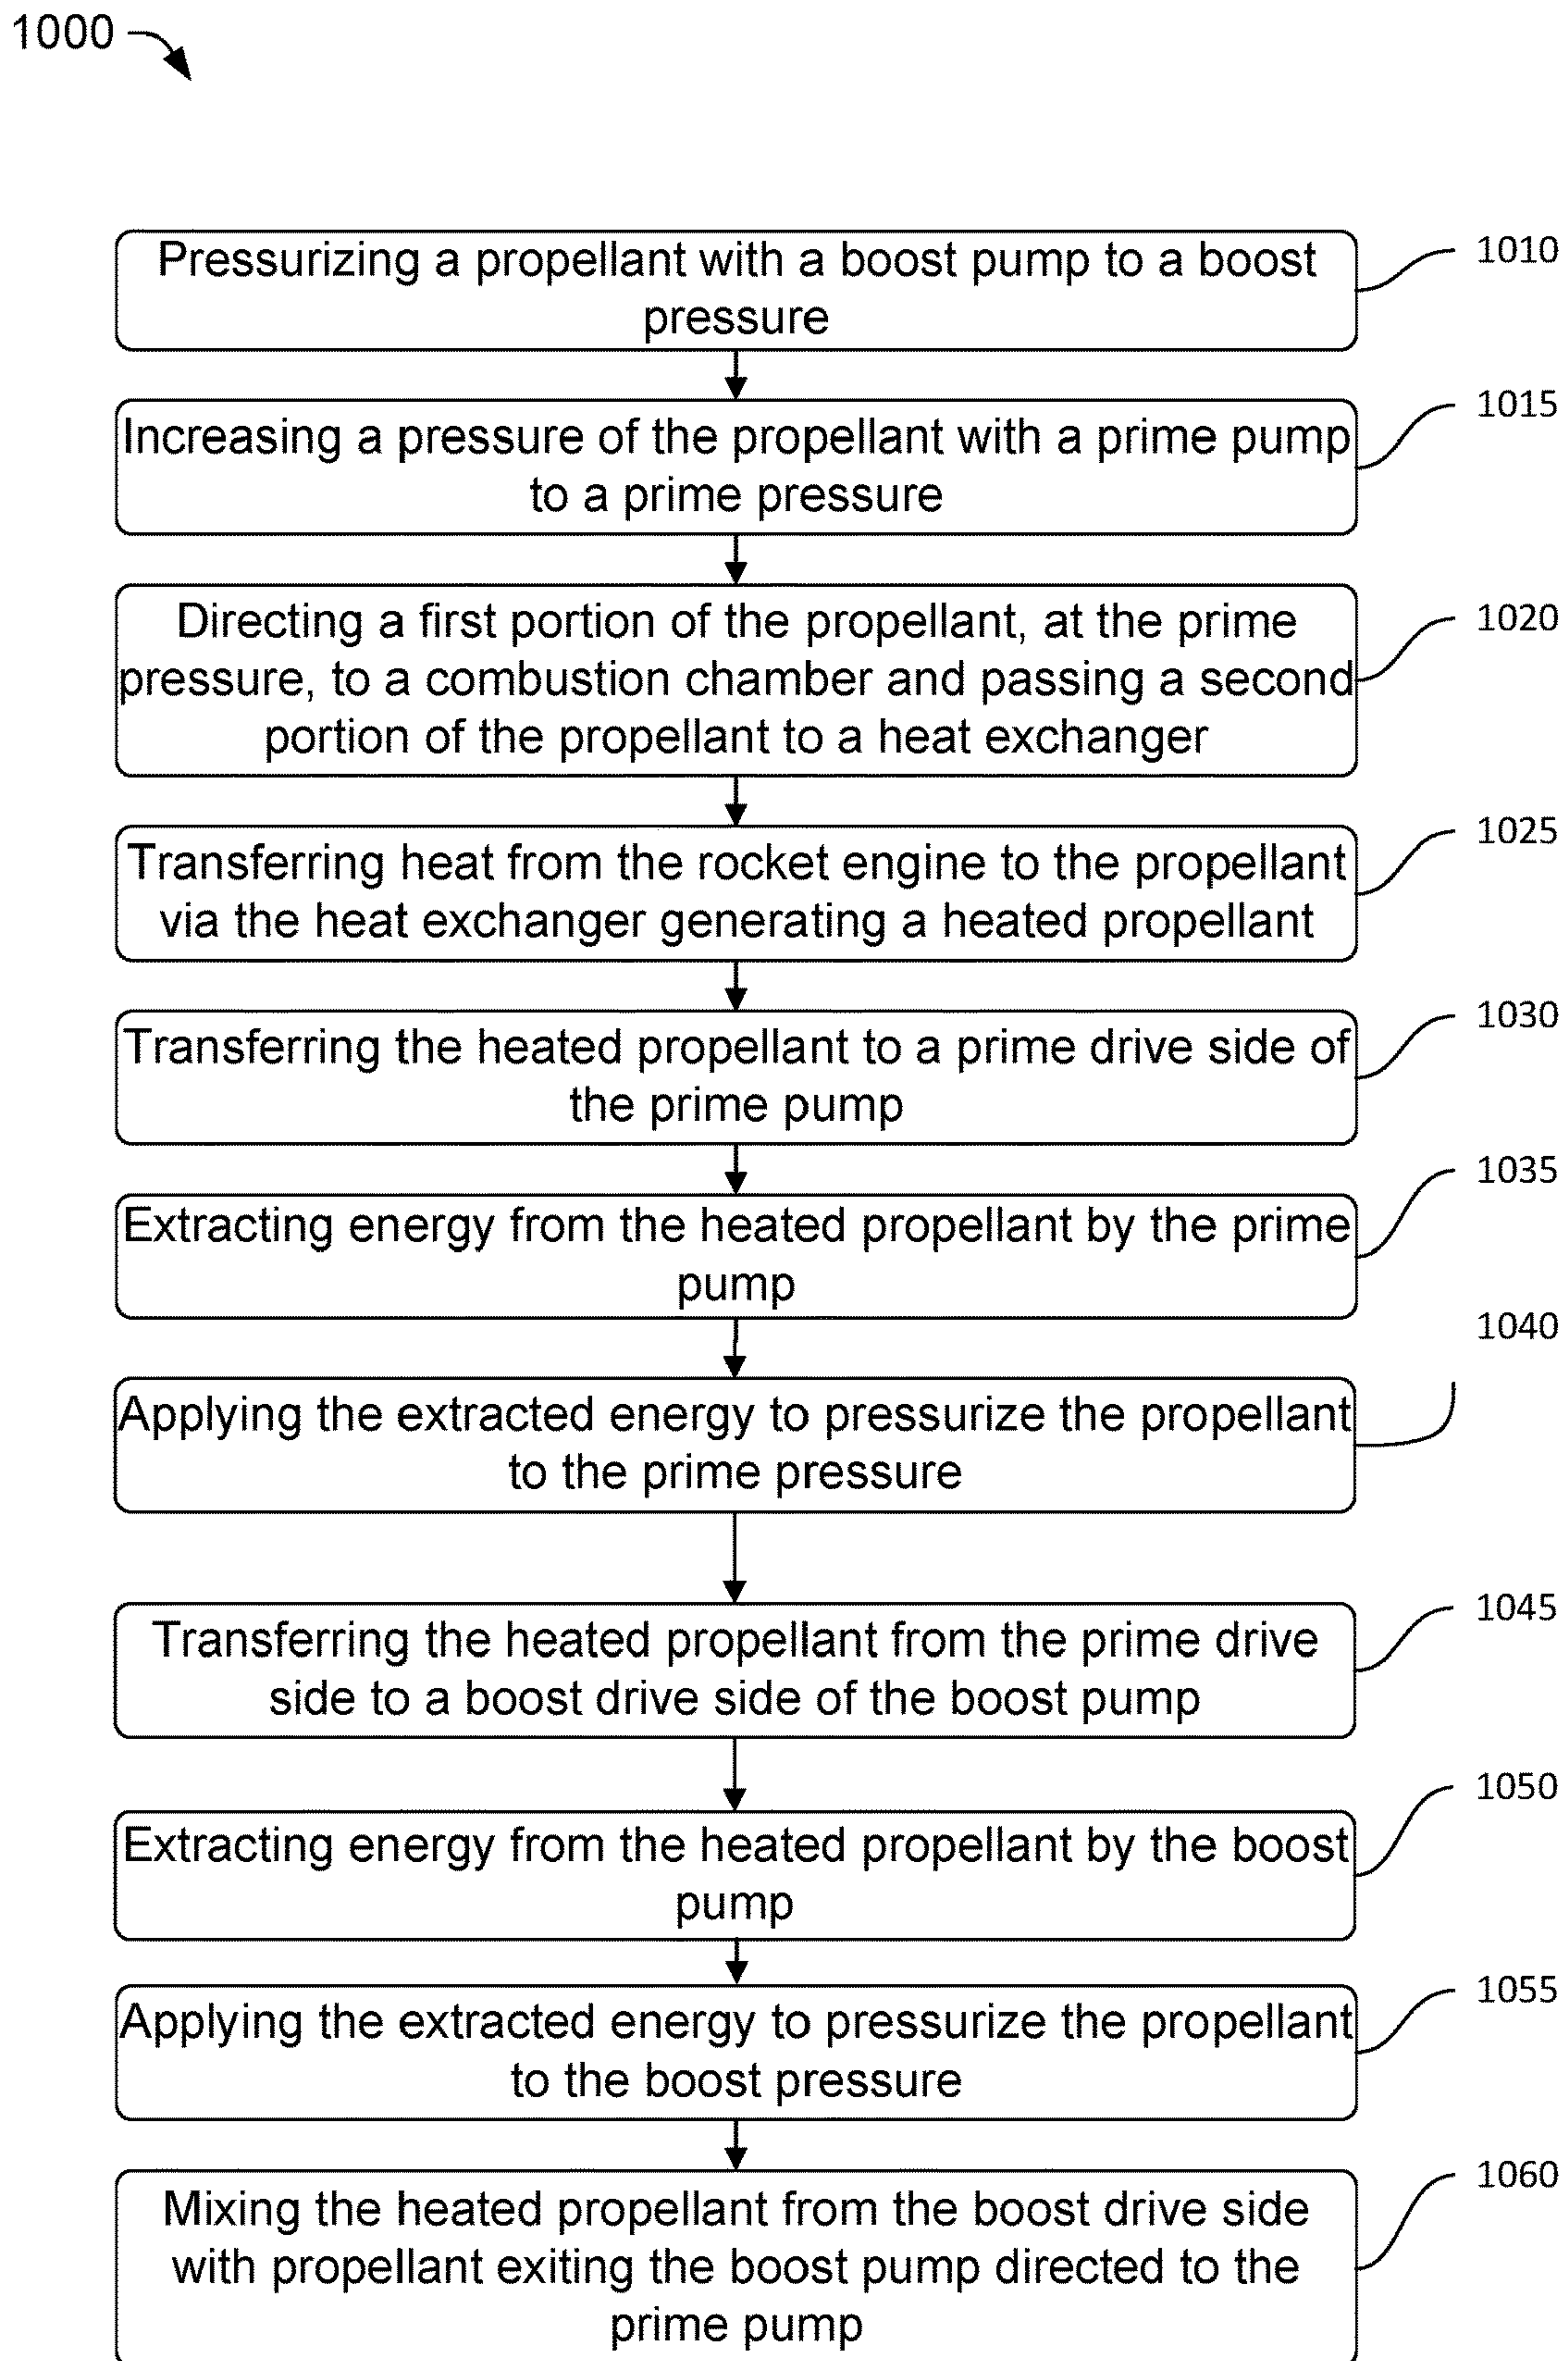 1000
Pressurizing a propellant with a boost pump to a boost
pressure
1010
Increasing a pressure of the propellant with a prime pump
to a prime pressure
1015
Directing a first portion of the propellant, at the prime
pressure, to a combustion chamber and passing a second
portion of the propellant to a heat exchanger
1020
Transferring heat from the rocket engine to the propellant
via the heat exchanger generating a heated propellant
1025
Transferring the heated propellant to a prime drive side of
the prime pump
1030
Extracting energy from the heated propellant by the prime
pump
1035
Applying the extracted energy to pressurize the propellant
to the prime pressure
1040
Transferring the heated propellant from the prime drive
side to a boost drive side of the boost pump
1045
Extracting energy from the heated propellant by the boost
pump
1050
Applying the extracted energy to pressurize the propellant
to the boost pressure
1055
Mixing the heated propellant from the boost drive side
with propellant exiting the boost pump directed to the
prime pump
1060